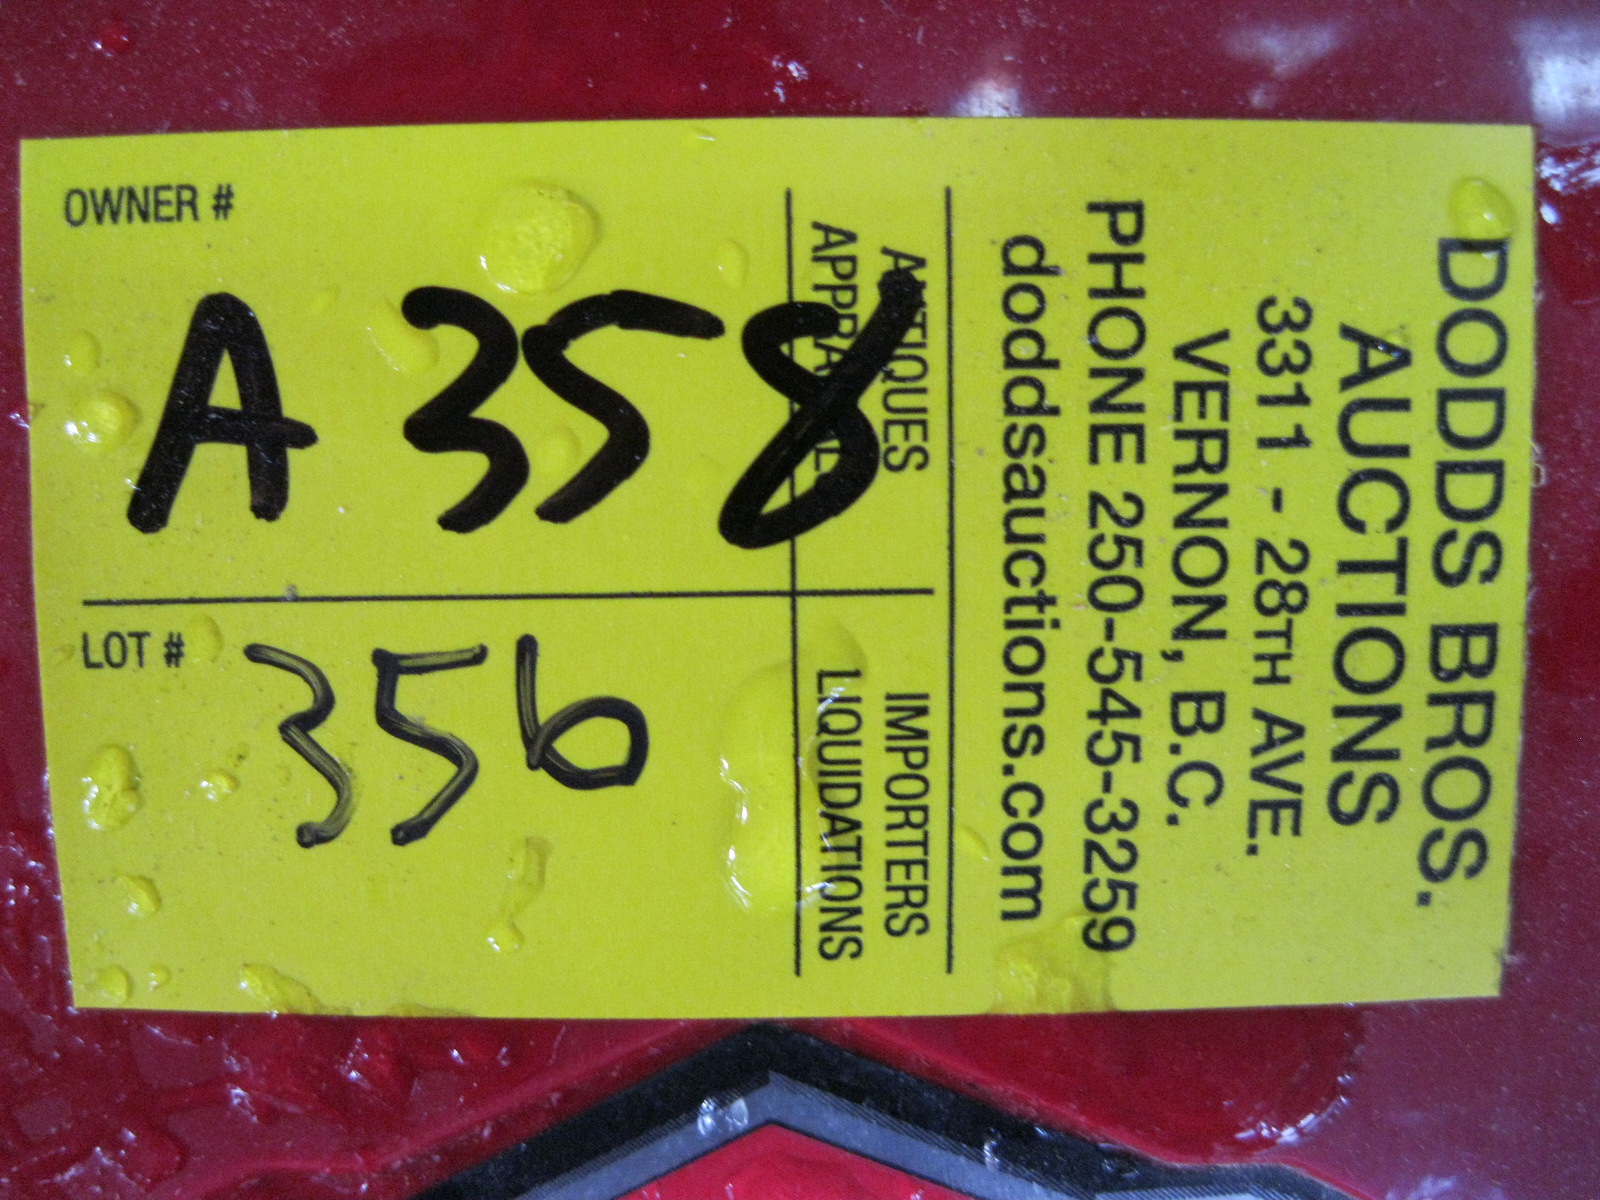 DODDS BROS.
AUCTIONS
3311 - 28TH AVE.
VERNON, B.C.
PHONE 250-545-3259
doddsauctions.com
ANTIQUES IMPORTERS
APPRAISAL LIQUIDATIONS
OWNER #
A 358
LOT #
356